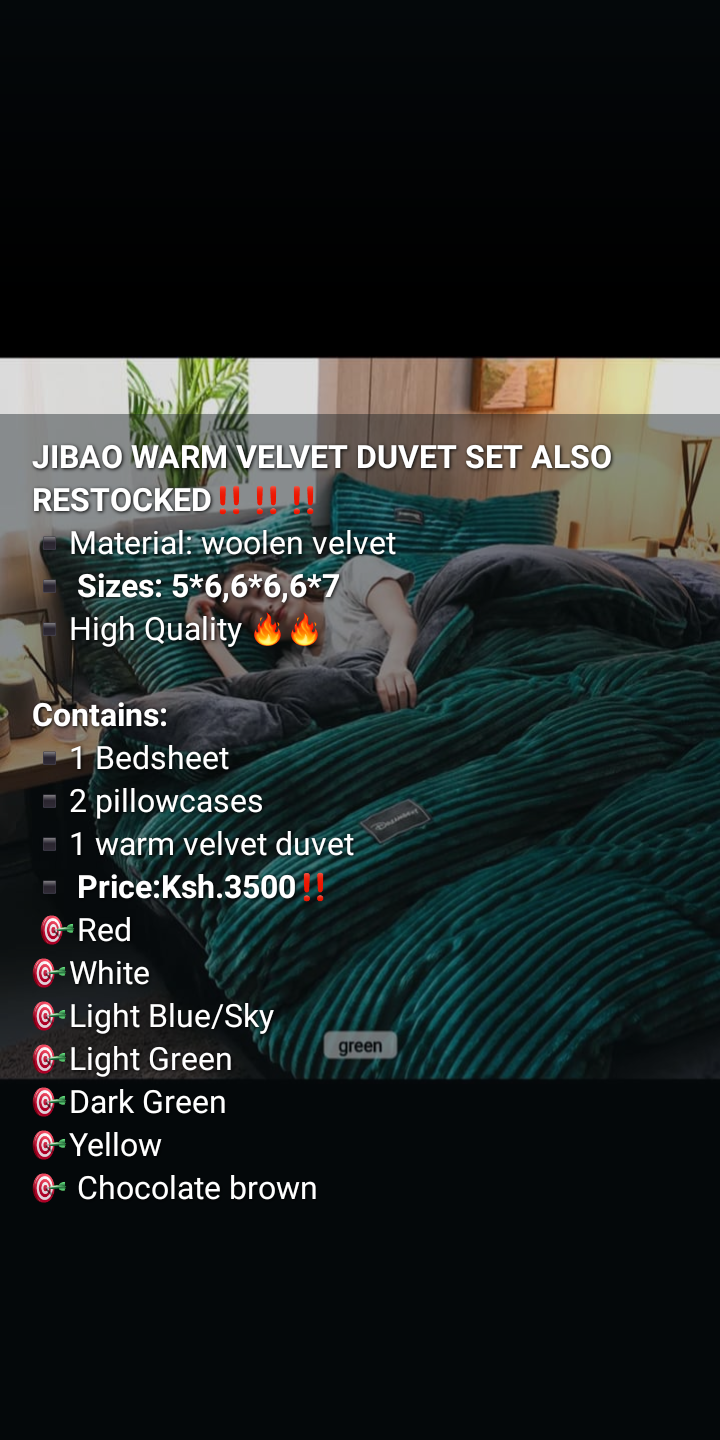 JIBAO WARM VELVET DUVET SET ALSO
RESTOCKED‼️‼️‼️
▪️Material: woolen velvet
▪️ Sizes: 5*6,6*6,6*7
▪️High Quality 🔥🔥
Contains:
▪️1 Bedsheet
▪️2 pillowcases
▪️1 warm velvet duvet
▪️ Price:Ksh.3500‼️
🎯Red
🎯White
🎯Light Blue/Sky
green
🎯Light Green
🎯Dark Green
🎯Yellow
🎯 Chocolate brown